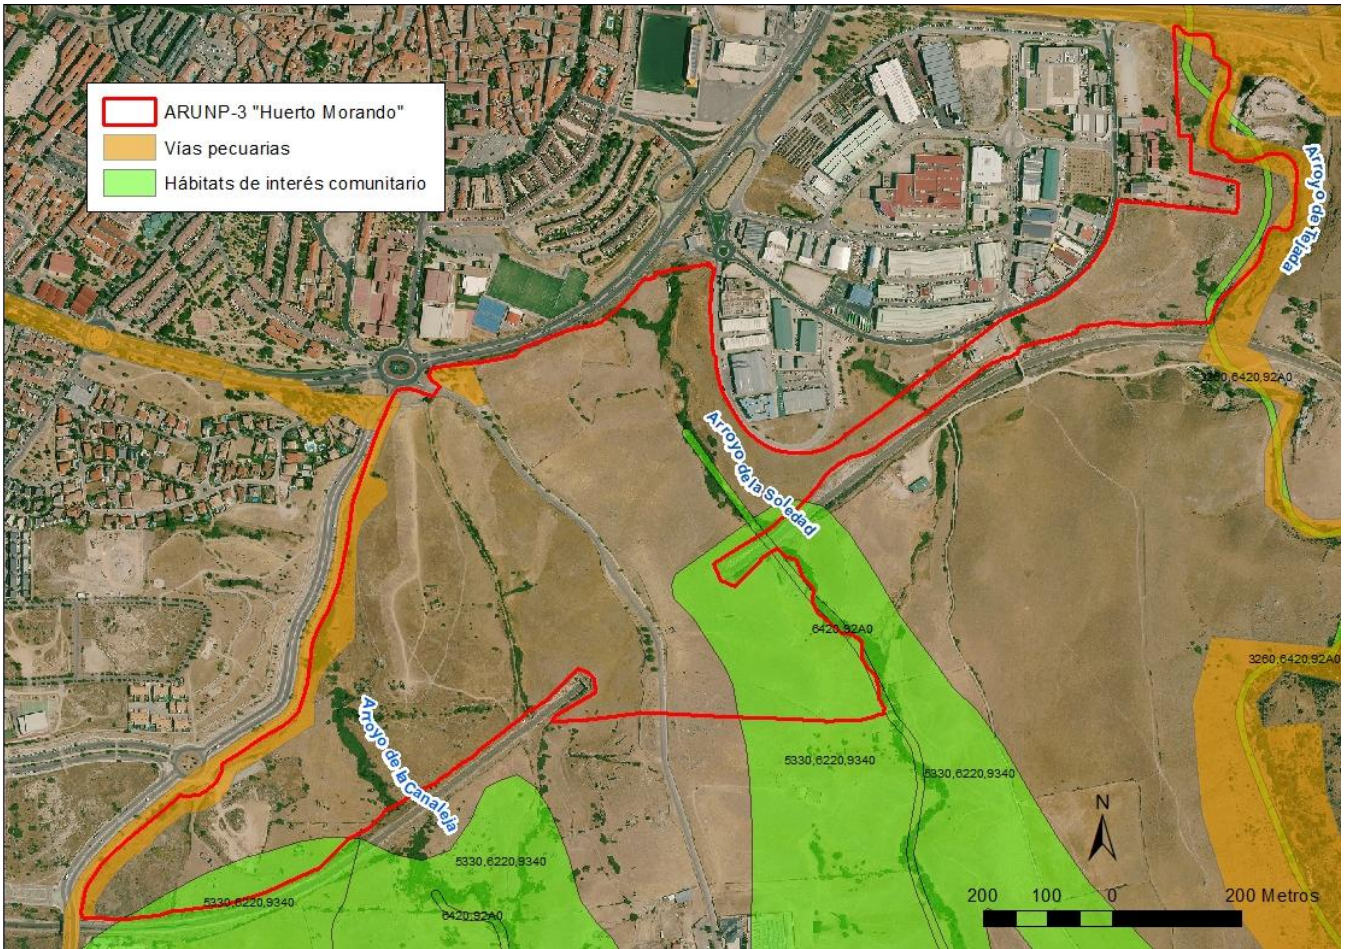 ARUNP-3 "Huerto Morando"
Vías pecuarias
Hábitats de interés comunitario
Arroyo de Tejada
3260,6420,92A0
Arroyo de la Soledad
6420,92A0
3260,6420,92A0
Arroyo de la Canaleja
5330,6220,9340
5330,6220,9340
5330,6220,9340
5330,6220,9340
6420,92A0
N
200 100 0 200 Metros